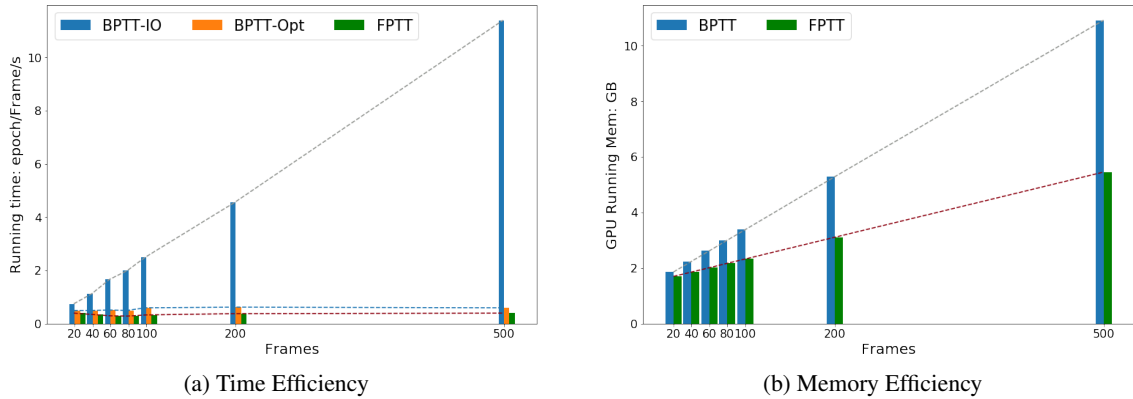 BPTT-IO BPTT-Opt FPTT
Running time: epoch/Frame/s
10
8
6
4
2
0
20 40 60 80 100 200 500
Frames
(a) Time Efficiency
BPTT FPTT
GPU Running Mem: GB
10
8
6
4
2
0
20 40 60 80 100 200 500
Frames
(b) Memory Efficiency